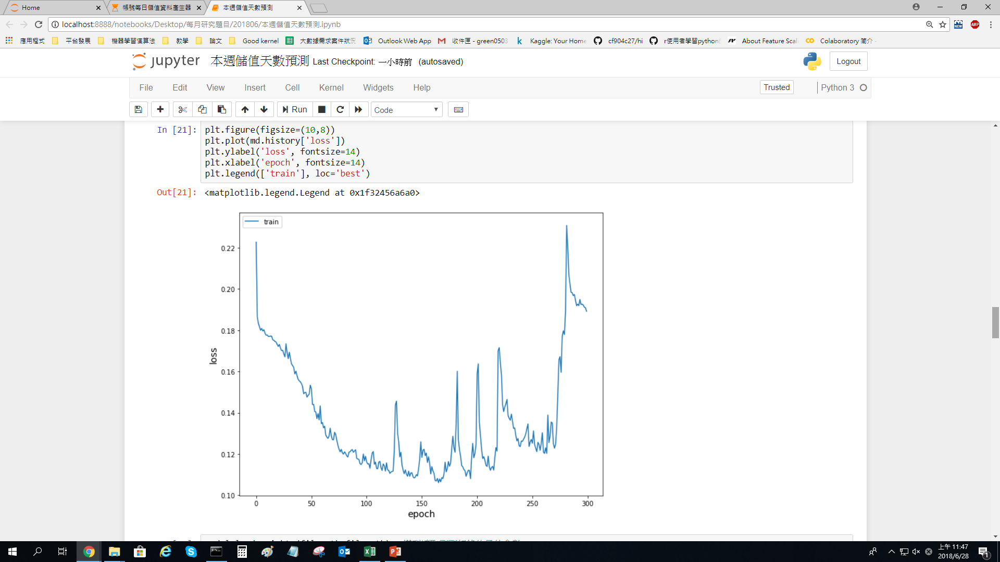 Home
帳號每日儲值資料產生器
本週儲值天數預測
localhost:8888/notebooks/Desktop/每月研究題目/201806/本週儲值天數預測.ipynb
應用程式 平台發展 機器學習演算法 教學 論文 Good kernel 大數據需求案件狀況 Outlook Web App 收件匣 - green0503 Kaggle: Your Home cf904c27/hi r使用者學習python About Feature Scal Colaboratory 簡介 -
NEW
ABP
jupyter 本週儲值天數預測 Last Checkpoint: 一小時前 (autosaved)
Logout
File Edit View Insert Cell Kernel Widgets Help
Trusted
Python 3
Run
Code
In [21]:
plt.figure(figsize=(10,8))
plt.plot(md.history['loss'])
plt.ylabel('loss', fontsize=14)
plt.xlabel('epoch', fontsize=14)
plt.legend(['train'], loc='best')
Out[21]: <matplotlib.legend.Legend at 0x1f32456a6a0>
train
0.22
0.20
0.18
0.16
0.14
0.12
0.10
loss
0 50 100 150 200 250 300
epoch
上午 11:47
2018/6/28
1